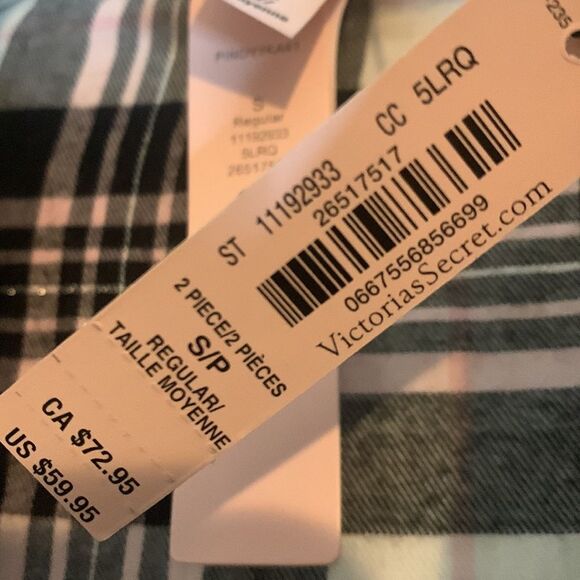 235
ST 11192933 CC 5LRQ
26517517
0667556856699
VictoriasSecret.com
2 PIECE/2 PIÈCES
S/P
REGULAR/
TAILLE MOYENNE
CA $72.95
US $59.95
S
Regular
11192933
5LRQ